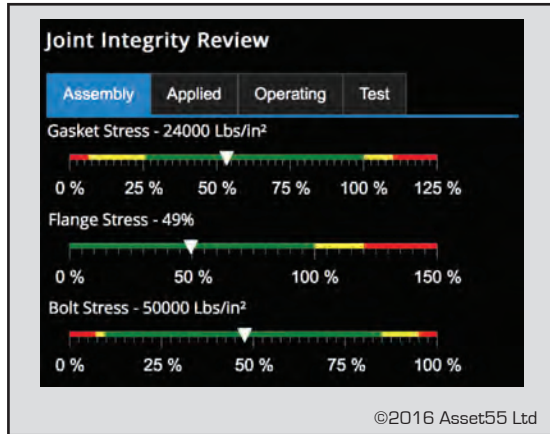 Joint Integrity Review
Assembly Applied Operating Test
Gasket Stress - 24000 Lbs/in²
0 % 25 % 50 % 75 % 100 % 125 %
Flange Stress - 49%
0 % 50 % 100 % 150 %
Bolt Stress - 50000 Lbs/in²
0 % 25 % 50 % 75 % 100 %
©2016 Asset55 Ltd